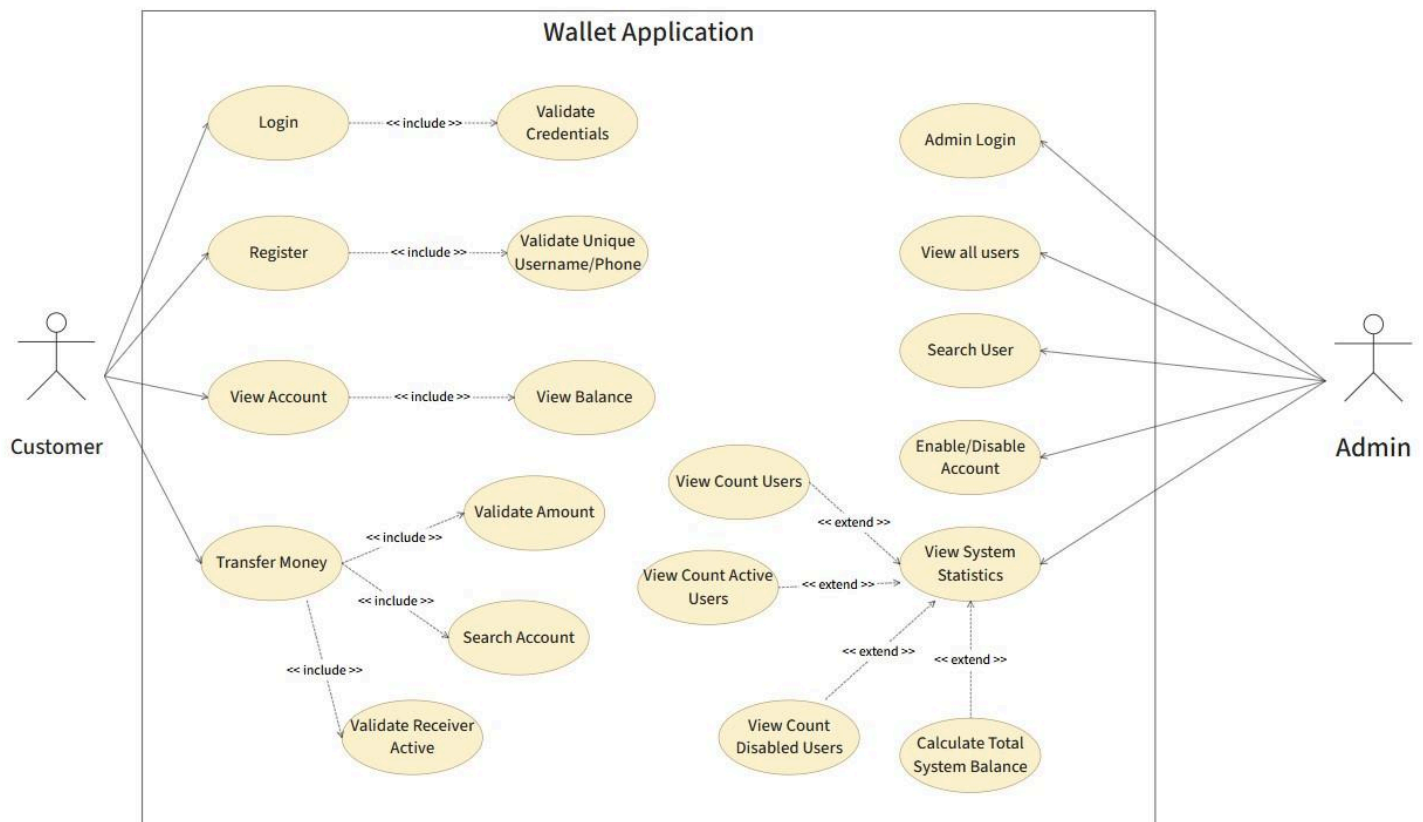 Wallet Application
Login
<< include >>
Validate
Credentials
Admin Login
Register
<< include >>
Validate Unique
Username/Phone
View all users
Search User
View Account
<< include >>
View Balance
Customer
Admin
Enable/Disable
Account
View Count Users
Validate Amount
<< include >>
<< extend >>
Transfer Money
View System
Statistics
View Count Active
Users
<< extend >>
<< include >>
Search Account
<< include >>
<< extend >>
<< extend >>
Validate Receiver
Active
View Count
Disabled Users
Calculate Total
System Balance